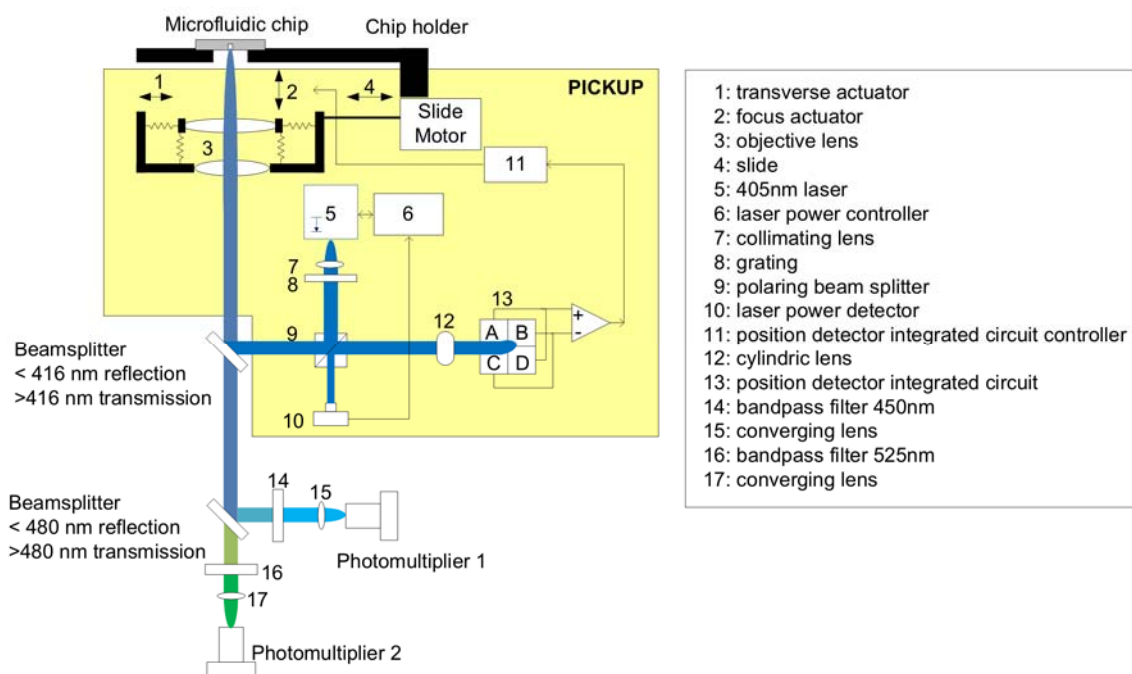 Microfluidic chip
Chip holder
PICKUP
1
2
4
3
Slide
Motor
11
5
6
7
8
9
12
13
A B
C D
+
-
10
Beamsplitter
< 416 nm reflection
>416 nm transmission
Beamsplitter
< 480 nm reflection
>480 nm transmission
14
15
Photomultiplier 1
16
17
Photomultiplier 2
1: transverse actuator
2: focus actuator
3: objective lens
4: slide
5: 405nm laser
6: laser power controller
7: collimating lens
8: grating
9: polaring beam splitter
10: laser power detector
11: position detector integrated circuit controller
12: cylindric lens
13: position detector integrated circuit
14: bandpass filter 450nm
15: converging lens
16: bandpass filter 525nm
17: converging lens